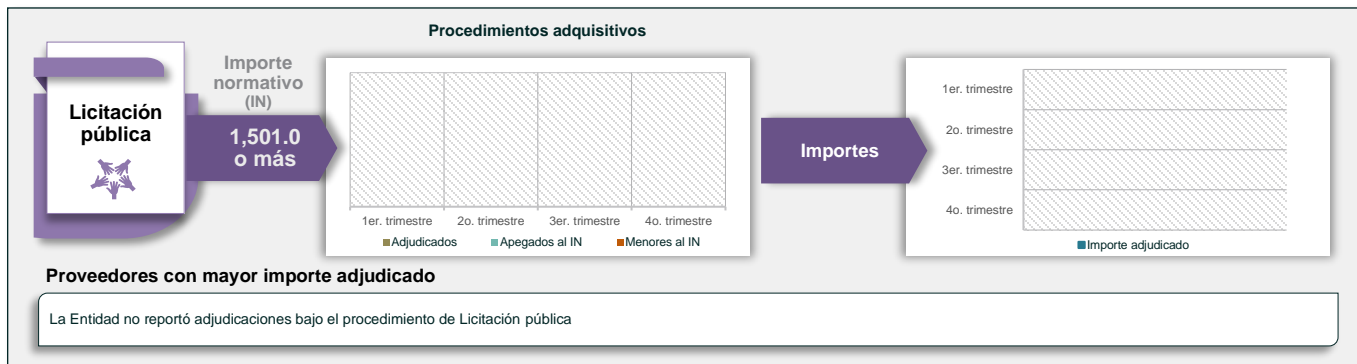 Procedimientos adquisitivos
Licitación
pública
Importe
normativo
(IN)
1,501.0
o más
1er. trimestre 2o. trimestre 3er. trimestre 4o. trimestre
Adjudicados Apegados al IN Menores al IN
Importes
1er. trimestre
2o. trimestre
3er. trimestre
4o. trimestre
Importe adjudicado
Proveedores con mayor importe adjudicado
La Entidad no reportó adjudicaciones bajo el procedimiento de Licitación pública